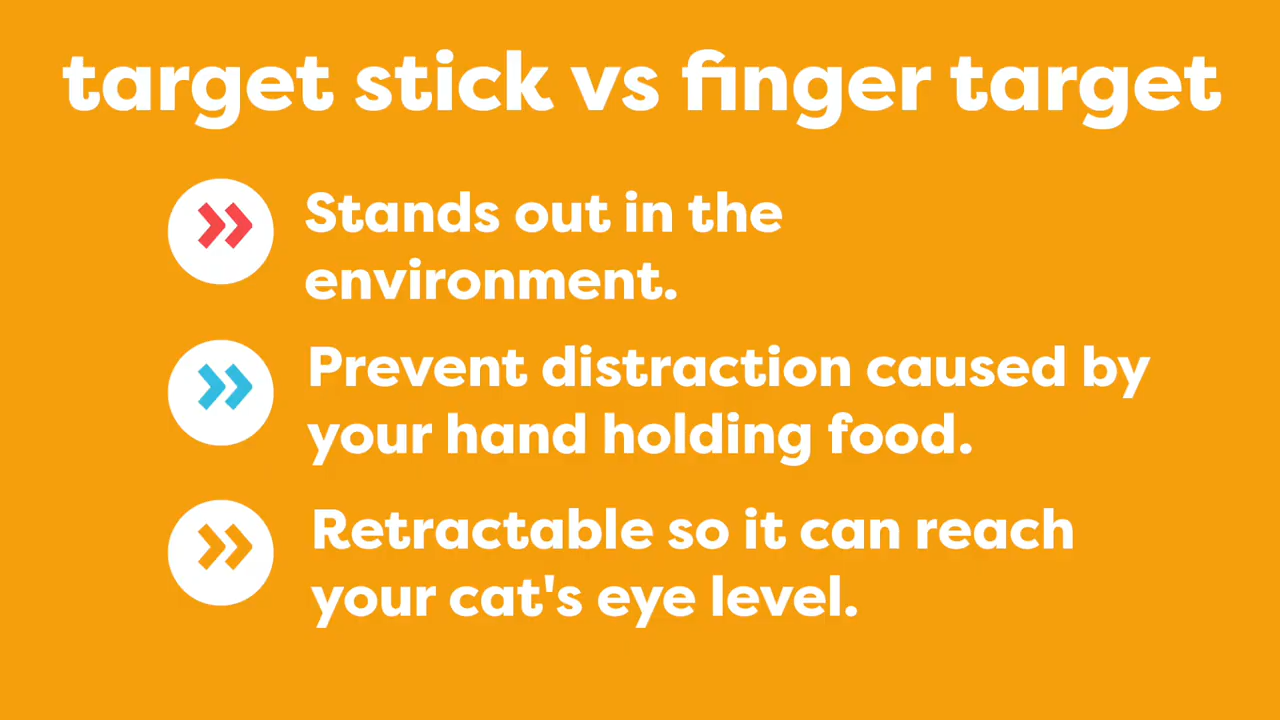 target stick vs finger target
Stands out in the
environment.
Prevent distraction caused by
your hand holding food.
Retractable so it can reach
your cat's eye level.